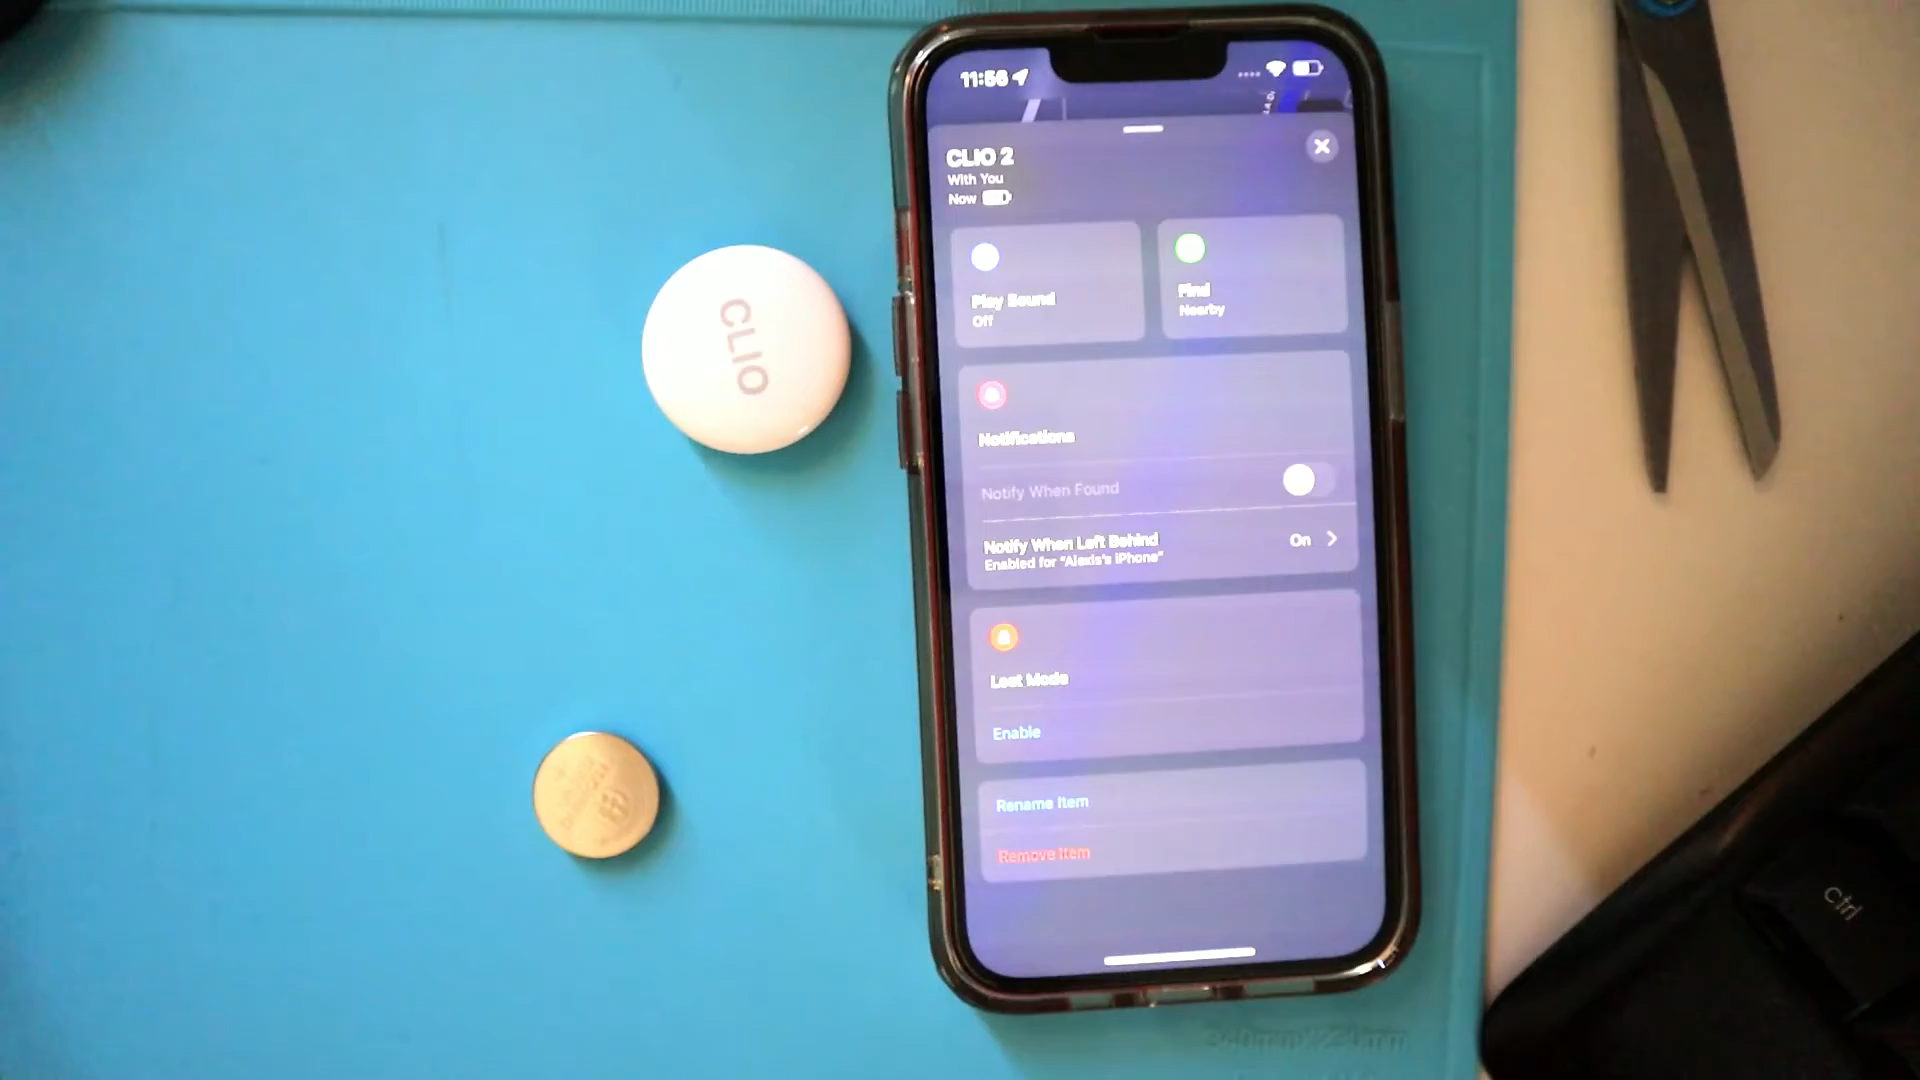 11:56
CLIO 2
With You
Now
Play Sound
Off
Find
Nearby
Notifications
Notify When Found
Notify When Left Behind
On
Enabled for "Alexis's iPhone"
Lost Mode
Enable
Rename Item
Remove Item
CLIO
Ctrl